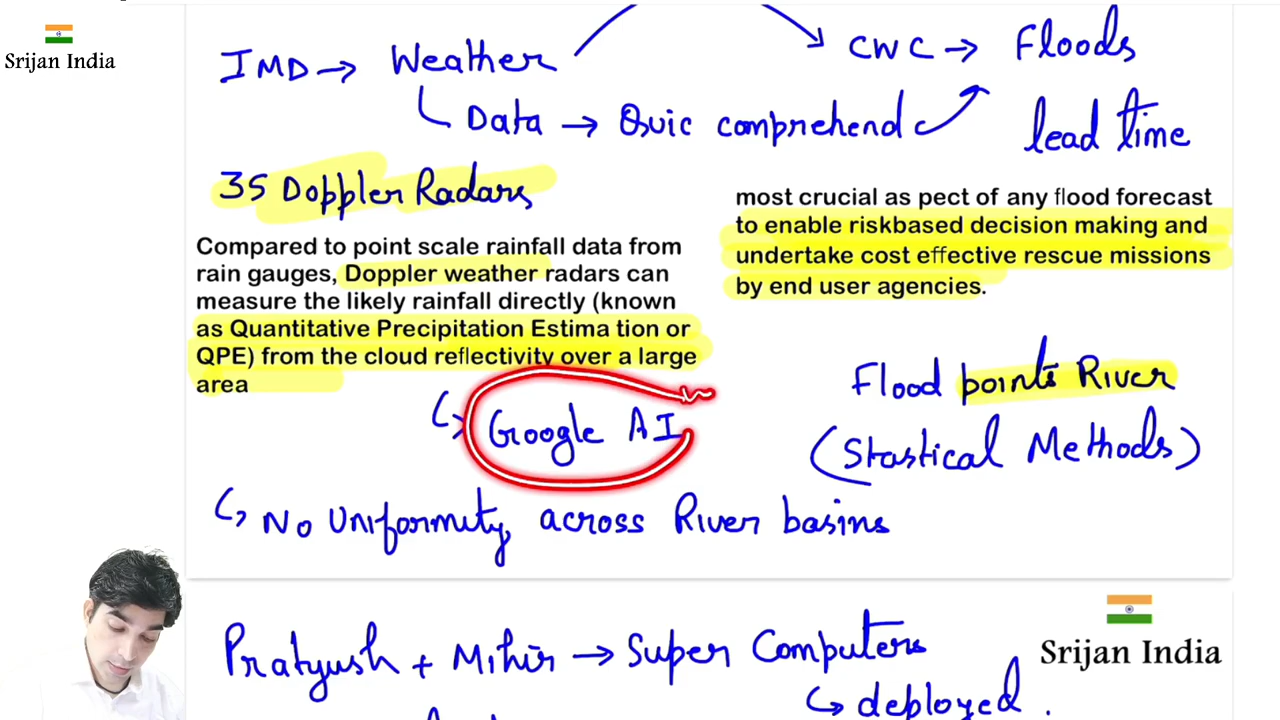 Srijan India
IMD → Weather
CWC → Floods
Data → Quic comprehend
lead time
35 Doppler Radars
Compared to point scale rainfall data from
rain gauges, Doppler weather radars can
measure the likely rainfall directly (known
as Quantitative Precipitation Estima tion or
QPE) from the cloud reflectivity over a large
area
most crucial as pect of any flood forecast
to enable riskbased decision making and
undertake cost effective rescue missions
by end user agencies.
Flood points River
(Stastical Methods)
Google AI
No Uniformity across River basins
Pratyush + Mihir → Super Computers
Srijan India
deployed.